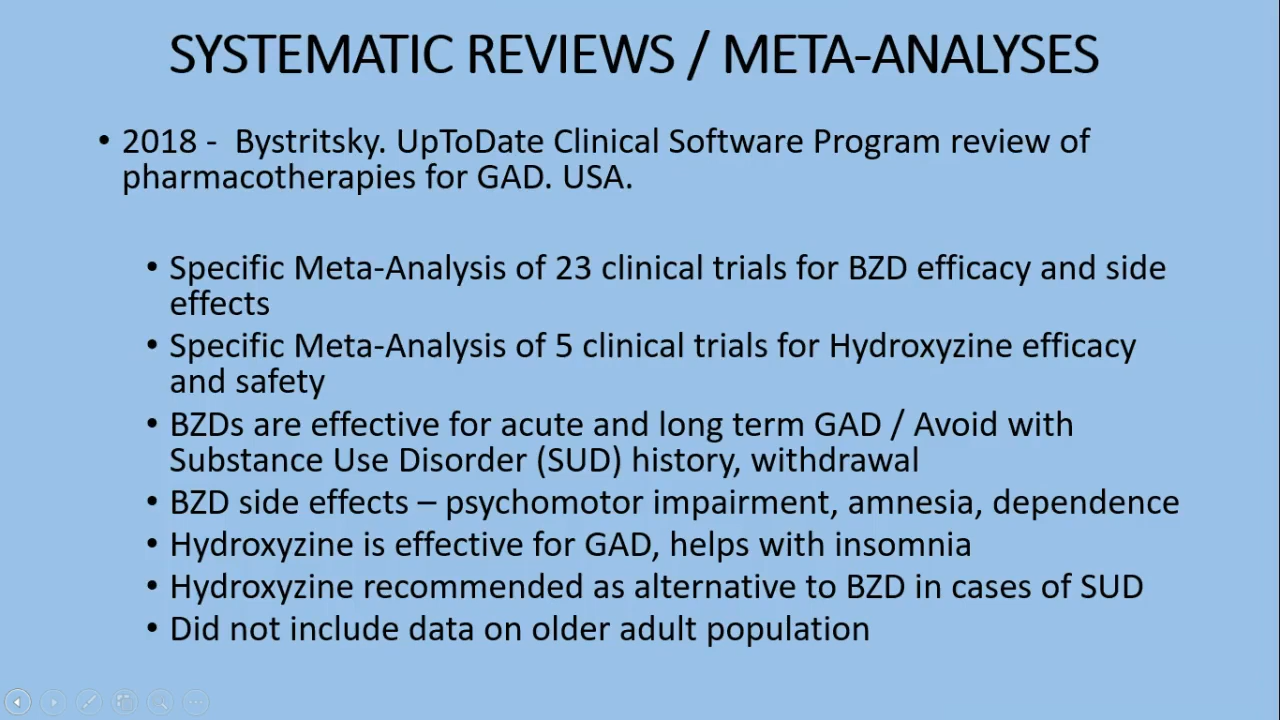 SYSTEMATIC REVIEWS / META-ANALYSES
• 2018 - Bystritsky. UpToDate Clinical Software Program review of
pharmacotherapies for GAD. USA.
• Specific Meta-Analysis of 23 clinical trials for BZD efficacy and side
effects
• Specific Meta-Analysis of 5 clinical trials for Hydroxyzine efficacy
and safety
• BZDs are effective for acute and long term GAD / Avoid with
Substance Use Disorder (SUD) history, withdrawal
• BZD side effects – psychomotor impairment, amnesia, dependence
• Hydroxyzine is effective for GAD, helps with insomnia
• Hydroxyzine recommended as alternative to BZD in cases of SUD
• Did not include data on older adult population